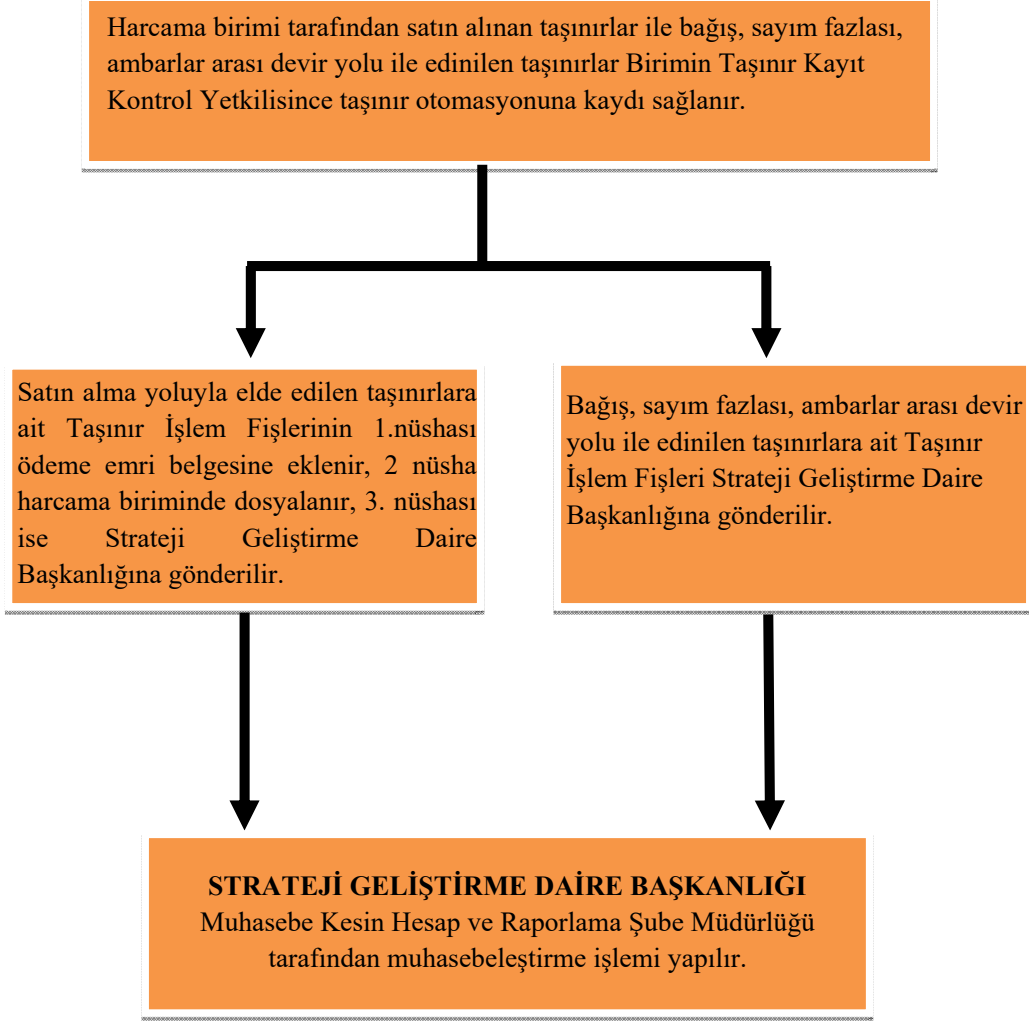 Harcama birimi tarafından satın alınan taşınırlar ile bağış, sayım fazlası,
ambarlar arası devir yolu ile edinilen taşınırlar Birimin Taşınır Kayıt
Kontrol Yetkilisince taşınır otomasyonuna kaydı sağlanır.
Satın alma yoluyla elde edilen taşınırlara
ait Taşınır İşlem Fişlerinin 1.nüshası
ödeme emri belgesine eklenir, 2 nüsha
harcama biriminde dosyalanır, 3. nüshası
ise Strateji Geliştirme Daire
Başkanlığına gönderilir.
Bağış, sayım fazlası, ambarlar arası devir
yolu ile edinilen taşınırlara ait Taşınır
İşlem Fişleri Strateji Geliştirme Daire
Başkanlığına gönderilir.
STRATEJİ GELİŞTİRME DAİRE BAŞKANLIĞI
Muhasebe Kesin Hesap ve Raporlama Şube Müdürlüğü
tarafından muhasebeleştirme işlemi yapılır.